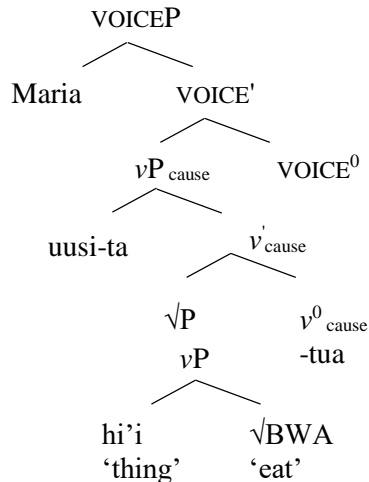 VOICEP
Maria VOICE'
vP cause VOICE⁰
uusi-ta v'cause
√P v⁰ cause
vP -tua
hi'i √BWA
‘thing’ ‘eat’